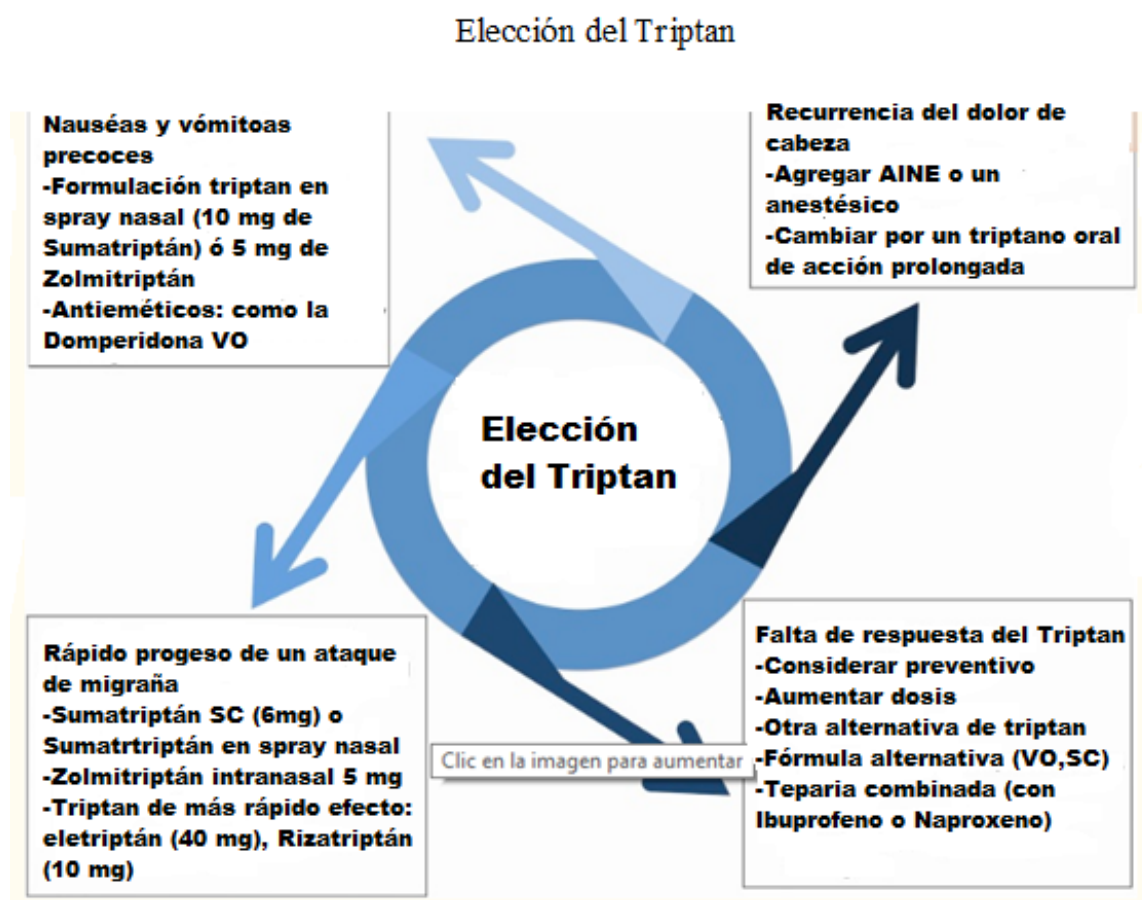 Elección del Triptan
Nauséas y vómitoas
precoces
-Formulación triptan en
spray nasal (10 mg de
Sumatriptán) ó 5 mg de
Zolmitriptán
-Antieméticos: como la
Domperidona VO
Recurrencia del dolor de
cabeza
-Agregar AINE o un
anestésico
-Cambiar por un triptano oral
de acción prolongada
Elección
del Triptan
Rápido progeso de un ataque
de migraña
-Sumatriptán SC (6mg) o
Sumatrtriptán en spray nasal
-Zolmitriptán intranasal 5 mg
-Triptan de más rápido efecto:
eletriptán (40 mg), Rizatriptán
(10 mg)
Clic en la imagen para aumentar
Falta de respuesta del Triptan
-Considerar preventivo
-Aumentar dosis
-Otra alternativa de triptan
-Fórmula alternativa (VO,SC)
-Teparia combinada (con
Ibuprofeno o Naproxeno)